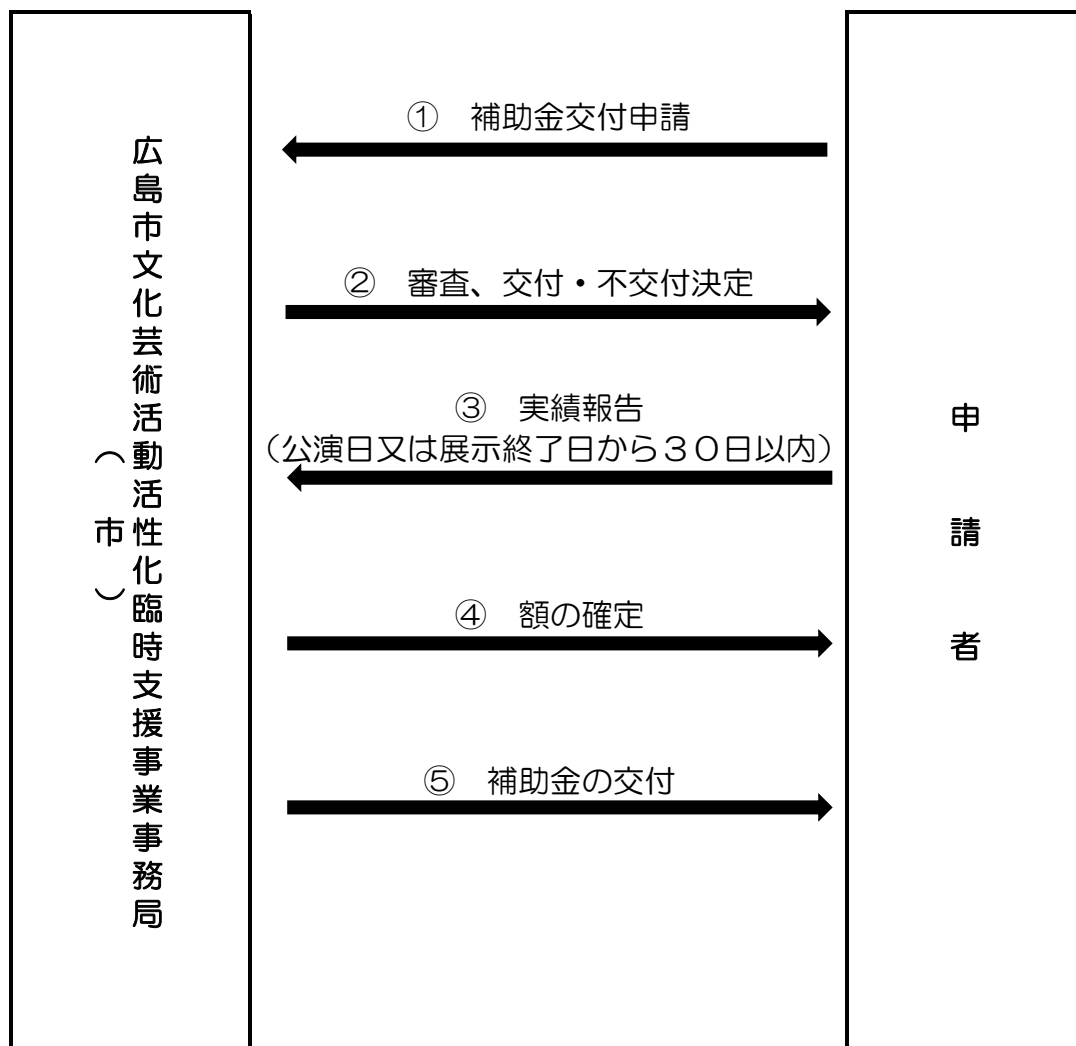 広島市文化芸術活動活性化臨時支援事業事務局
（市）
① 補助金交付申請
② 審査、交付・不交付決定
③ 実績報告
（公演日又は展示終了日から３０日以内）
④ 額の確定
⑤ 補助金の交付
申請者